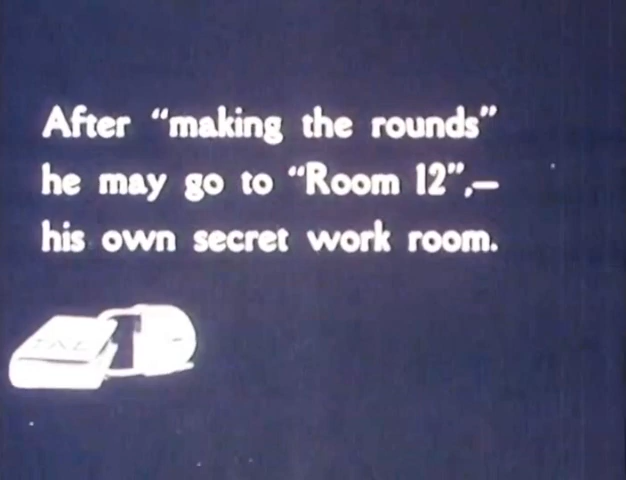 After “making the rounds”
he may go to “Room 12”,—
his own secret work room.